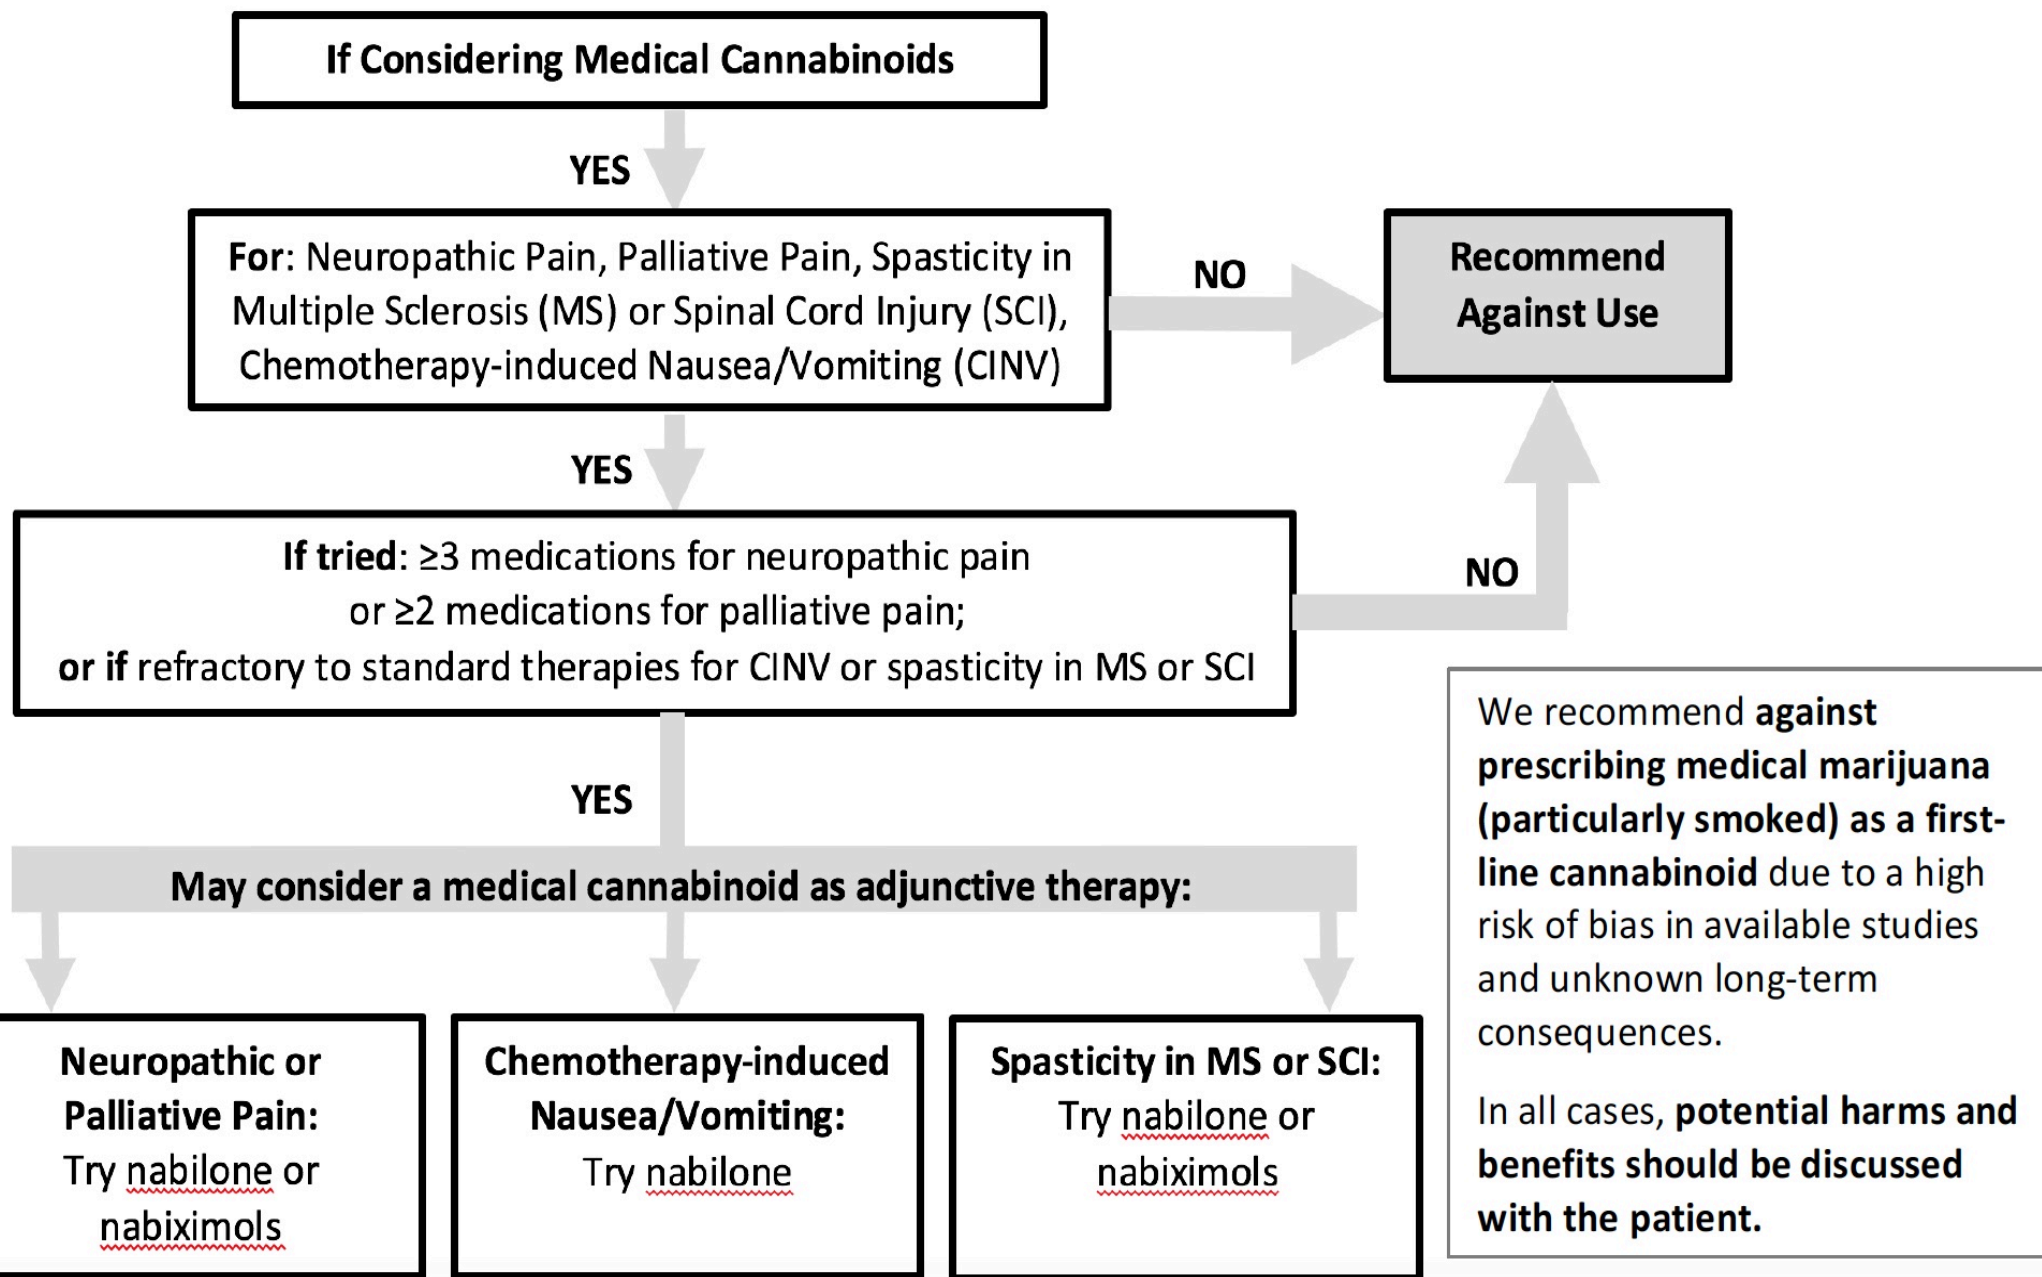 If Considering Medical Cannabinoids
YES
For: Neuropathic Pain, Palliative Pain, Spasticity in
Multiple Sclerosis (MS) or Spinal Cord Injury (SCI),
Chemotherapy-induced Nausea/Vomiting (CINV)
NO
Recommend
Against Use
YES
If tried: ≥3 medications for neuropathic pain
or ≥2 medications for palliative pain;
or if refractory to standard therapies for CINV or spasticity in MS or SCI
NO
YES
May consider a medical cannabinoid as adjunctive therapy:
Neuropathic or
Palliative Pain:
Try nabilone or
nabiximols
Chemotherapy-induced
Nausea/Vomiting:
Try nabilone
Spasticity in MS or SCI:
Try nabilone or
nabiximols
We recommend against
prescribing medical marijuana
(particularly smoked) as a first-
line cannabinoid due to a high
risk of bias in available studies
and unknown long-term
consequences.
In all cases, potential harms and
benefits should be discussed
with the patient.